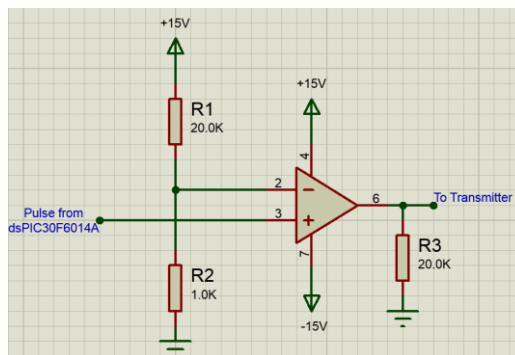 +15V
R1
20.0K
+15V
4
2
3
6
7
Pulse from
dsPIC30F6014A
To Transmitter
R2
1.0K
R3
20.0K
-15V